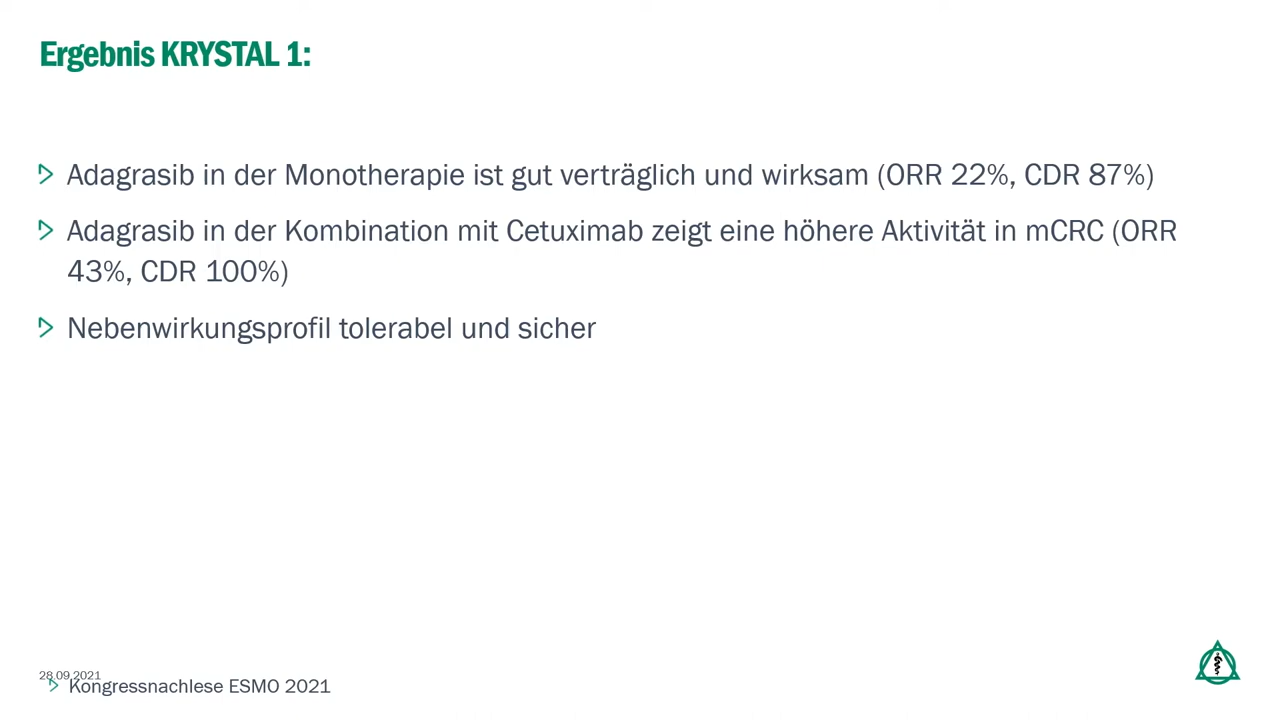 Ergebnis KRYSTAL 1:
Adagrasib in der Monotherapie ist gut verträglich und wirksam (ORR 22%, CDR 87%)
Adagrasib in der Kombination mit Cetuximab zeigt eine höhere Aktivität in mCRC (ORR
43%, CDR 100%)
Nebenwirkungsprofil tolerabel und sicher
28.09.2021
Kongressnachlese ESMO 2021